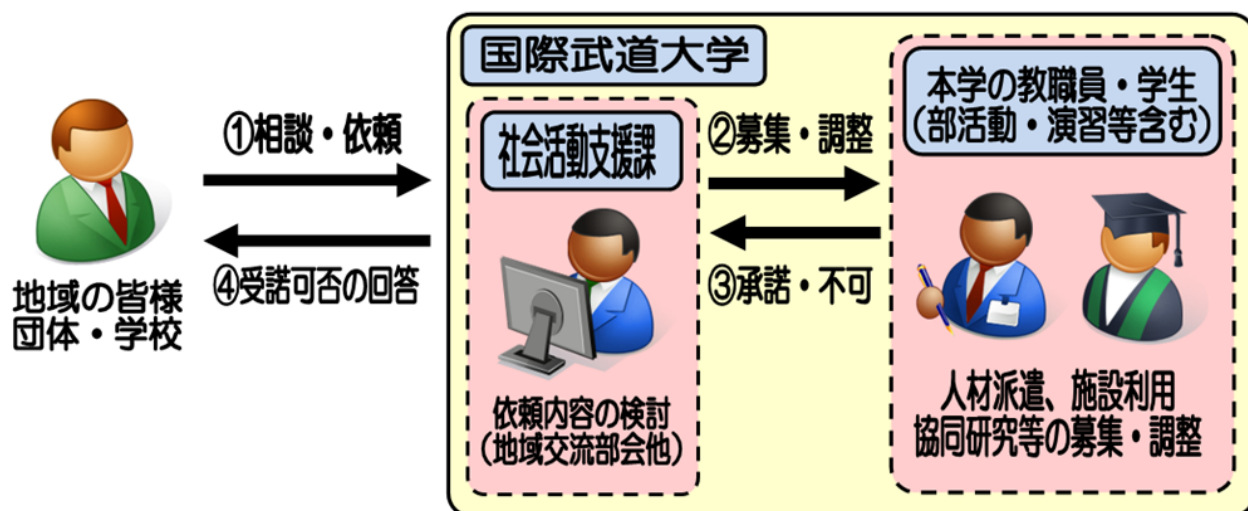 国際武道大学
①相談・依頼
④受諾可否の回答
地域の皆様
団体・学校
社会活動支援課
依頼内容の検討
(地域交流部会他)
②募集・調整
③承諾・不可
本学の教職員・学生
(部活動・演習等含む)
人材派遣、施設利用
協同研究等の募集・調整